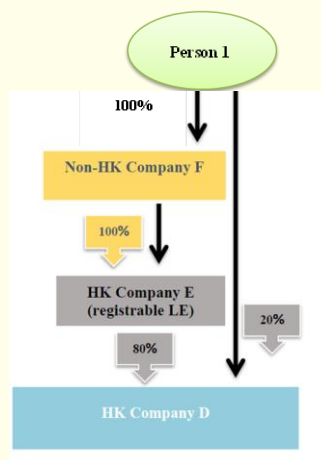 Person 1
100%
Non-HK Company F
100%
HK Company E
(registrable LE)
20%
80%
HK Company D